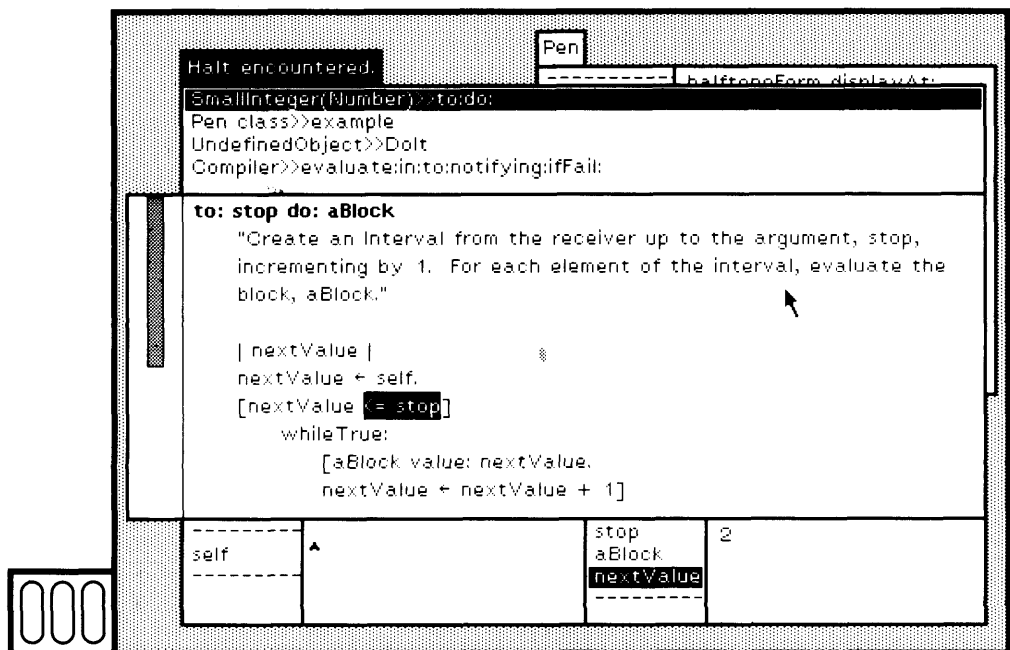 Pen
Halt encountered.
halftoneForm displayAt:
SmallInteger(Number)>>to:do:
Pen class>>example
UndefinedObject>>DoIt
Compiler>>evaluate:in:to:notifying:ifFail:
to: stop do: aBlock
"Create an Interval from the receiver up to the argument, stop,
incrementing by 1. For each element of the interval, evaluate the
block, aBlock."
| nextValue |
nextValue ← self.
[nextValue <= stop]
whileTrue:
[aBlock value: nextValue.
nextValue ← nextValue + 1]
self
stop
aBlock
nextValue
2